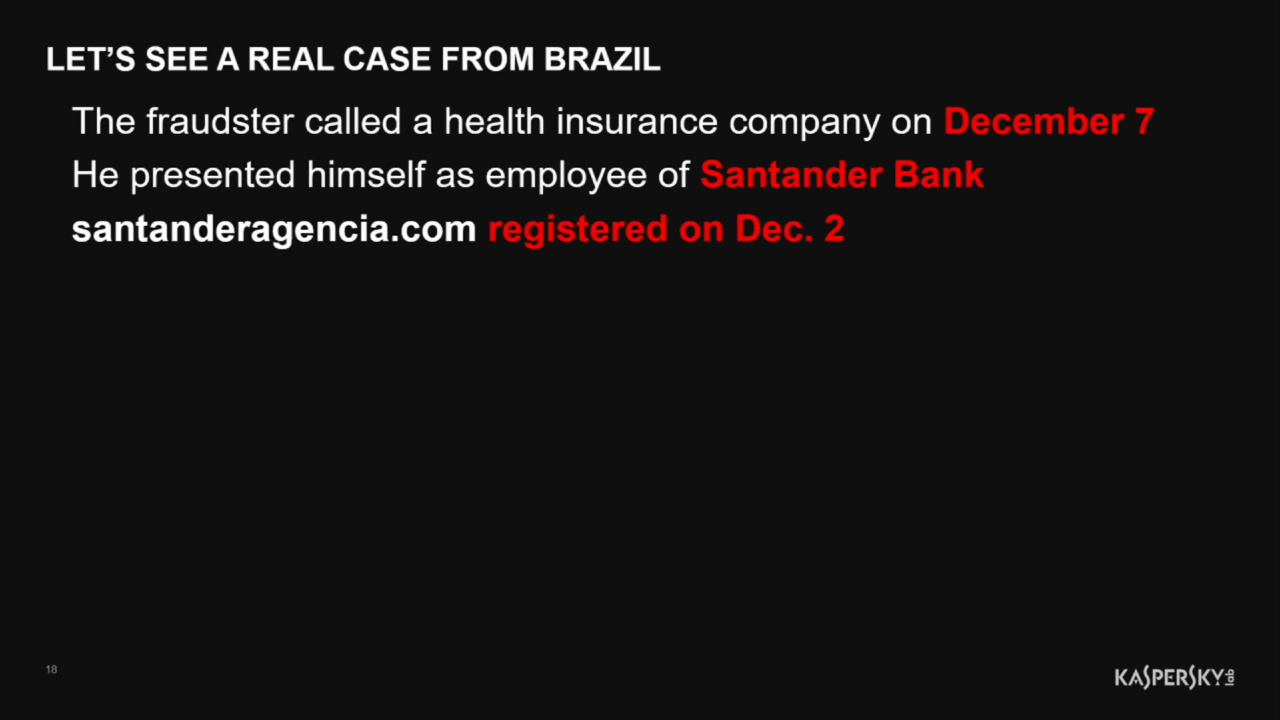 LET’S SEE A REAL CASE FROM BRAZIL
The fraudster called a health insurance company on December 7
He presented himself as employee of Santander Bank
santanderagencia.com registered on Dec. 2
18
KASPERSKY lab